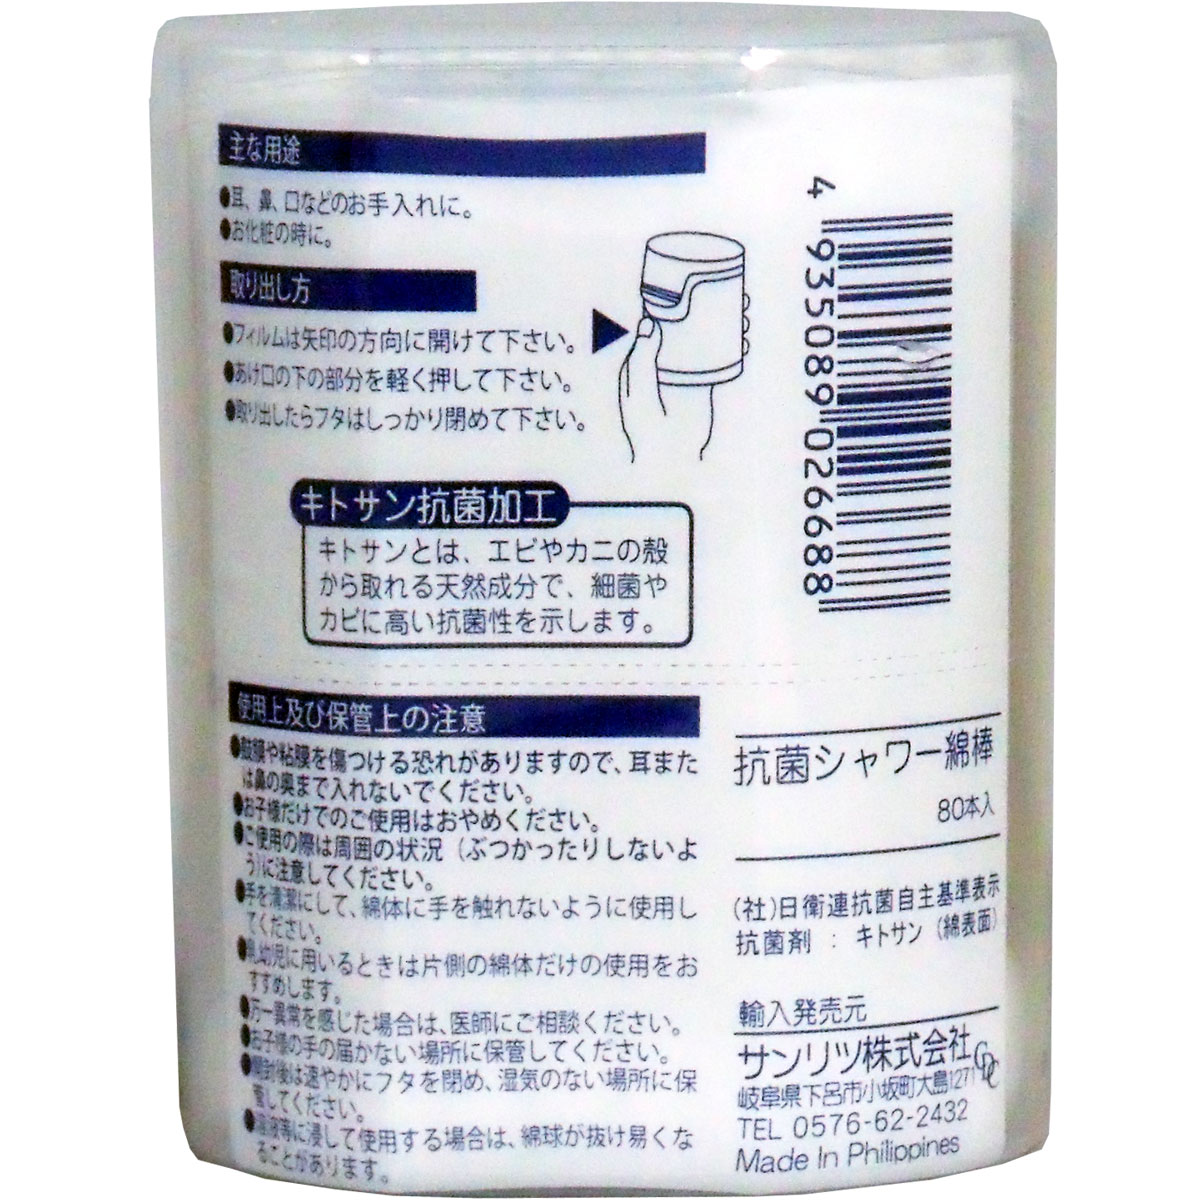 主な用途
●耳、鼻、口などのお手入れに。
●お化粧の時に。
取り出し方
●フィルムは矢印の方向に開けて下さい。
●あけ口の下の部分を軽く押して下さい。
●取り出したらフタはしっかり閉めて下さい。
キトサン抗菌加工
キトサンとは、エビやカニの殻
から取れる天然成分で、細菌や
カビに高い抗菌性を示します。
4935089026688
使用上及び保管上の注意
●鼓膜や粘膜を傷つける恐れがありますので、耳また
は鼻の奥まで入れないでください。
●お子様だけでのご使用はおやめください。
●ご使用の際は周囲の状況（ぶつかったりしないよ
う)に注意してください。
●手を清潔にして、綿体に手を触れないように使用し
てください。
●乳幼児に用いるときは片側の綿体だけの使用をお
すすめします。
●万一異常を感じた場合は、医師にご相談ください。
●お子様の手の届かない場所に保管してください。
●開封後は速やかにフタを閉め、湿気のない場所に保
管してください。
●溶液等に浸して使用する場合は、綿球が抜け易くな
ることがあります。
抗菌シャワー綿棒
80本入
(社)日衛連抗菌自主基準表示
抗菌剤 : キトサン（綿表面）
輸入発売元
サンリツ株式会社
岐阜県下呂市小坂町大島1271
TEL 0576-62-2432
Made In Philippines